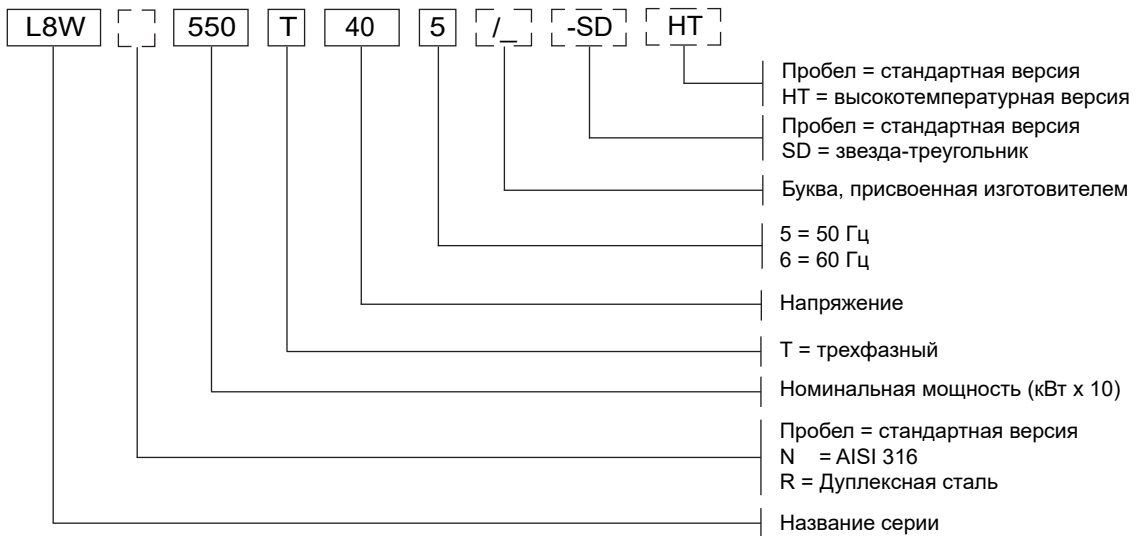 L8W 550 T 40 5 /_ -SD HT
Пробел = стандартная версия
HT = высокотемпературная версия
Пробел = стандартная версия
SD = звезда-треугольник
Буква, присвоенная изготовителем
5 = 50 Гц
6 = 60 Гц
Напряжение
T = трехфазный
Номинальная мощность (кВт x 10)
Пробел = стандартная версия
N = AISI 316
R = Дуплексная сталь
Название серии